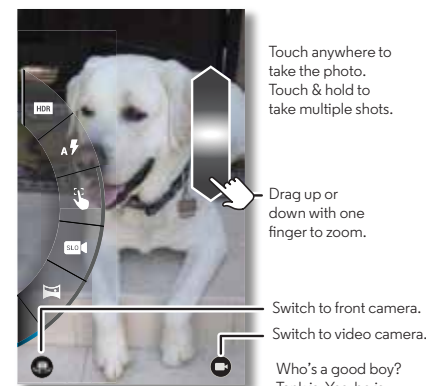 Touch anywhere to
take the photo.
Touch & hold to
take multiple shots.
HDR
A
SLO
Drag up or
down with one
finger to zoom.
Switch to front camera.
Switch to video camera.
Who's a good boy?